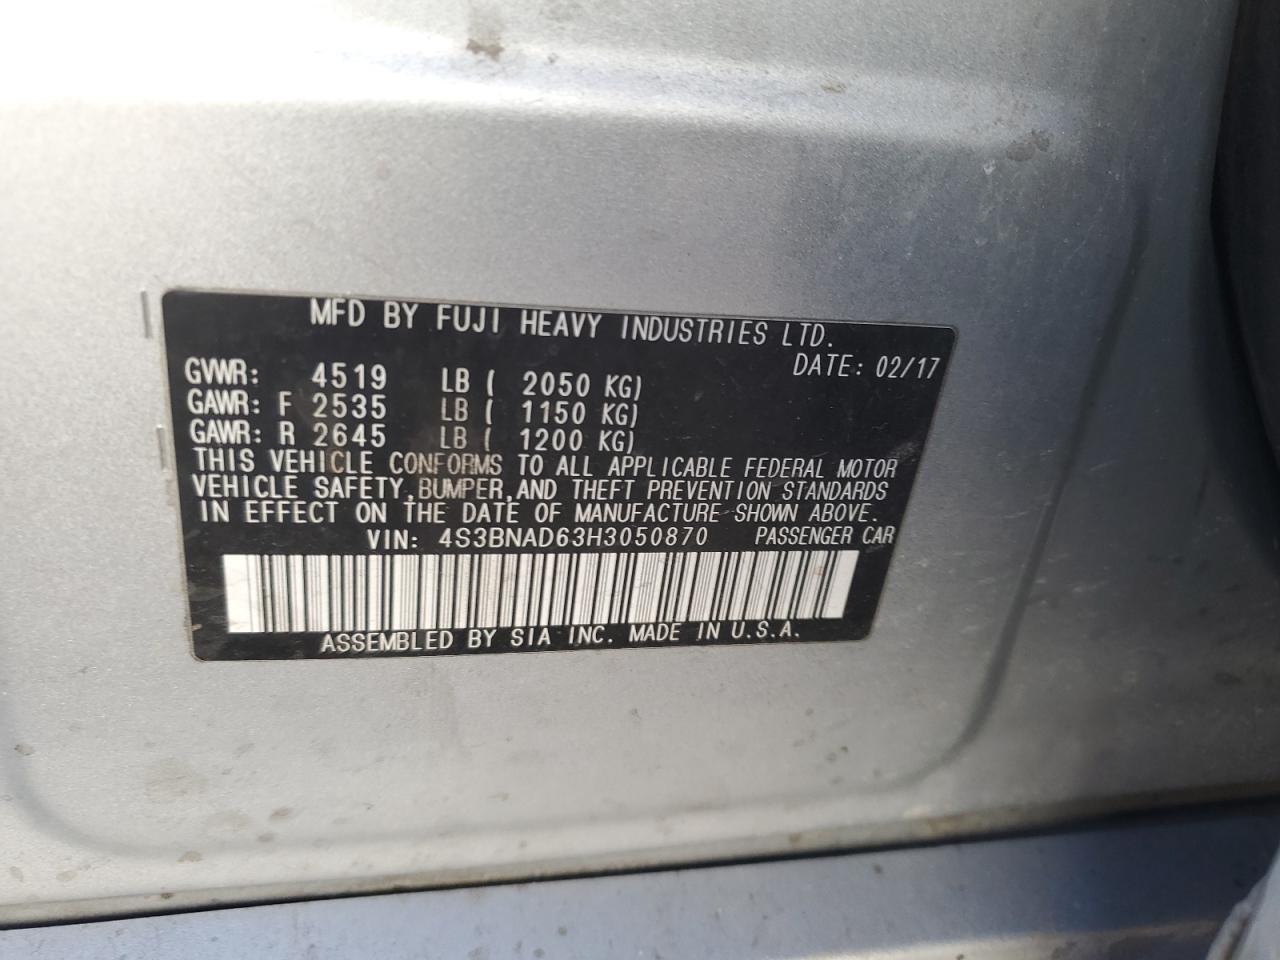 MFD BY FUJI HEAVY INDUSTRIES LTD.
DATE: 02/17
GVWR: 4519 LB ( 2050 KG)
GAWR: F 2535 LB ( 1150 KG)
GAWR: R 2645 LB ( 1200 KG)
THIS VEHICLE CONFORMS TO ALL APPLICABLE FEDERAL MOTOR
VEHICLE SAFETY, BUMPER, AND THEFT PREVENTION STANDARDS
IN EFFECT ON THE DATE OF MANUFACTURE SHOWN ABOVE.
VIN: 4S3BNAD63H3050870 PASSENGER CAR
ASSEMBLED BY SIA INC. MADE IN U.S.A.